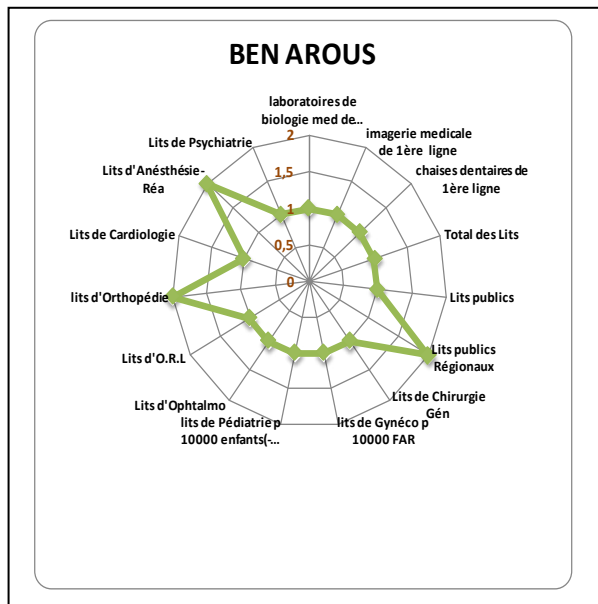 BEN AROUS
laboratoires de
biologie med de...
imagerie medicale
de 1ère ligne
chaises dentaires de
1ère ligne
Total des Lits
Lits publics
Lits publics
Régionaux
Lits de Chirurgie
Gén
lits de Gynéco p
10000 FAR
lits de Pédiatrie p
10000 enfants(-...
Lits d'Ophtalmo
Lits d'O.R.L
lits d'Orthopédie
Lits de Cardiologie
Lits d'Anésthésie-
Réa
Lits de Psychiatrie
2
1,5
1
0,5
0